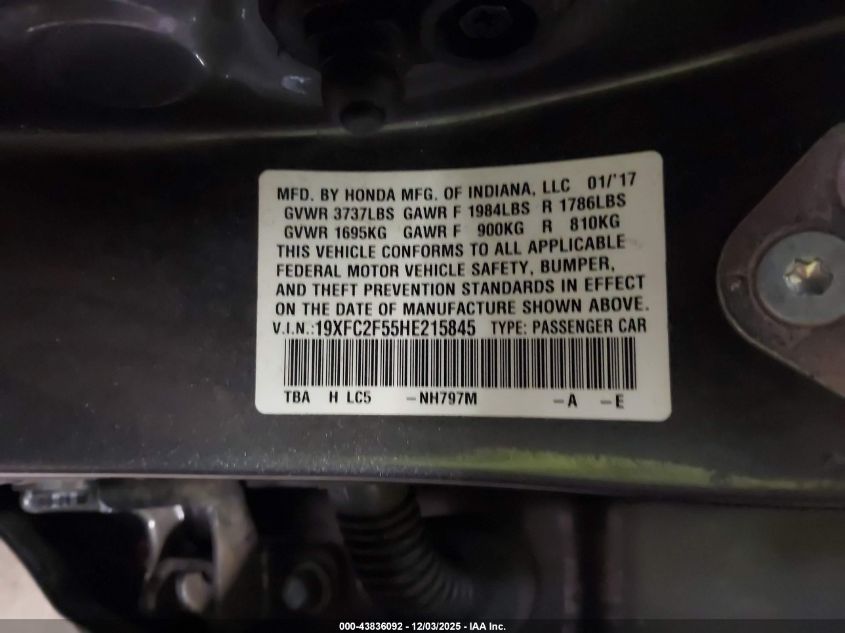 MFD. BY HONDA MFG. OF INDIANA, LLC 01/'17
GVWR 3737LBS GAWR F 1984LBS R 1786LBS
GVWR 1695KG GAWR F 900KG R 810KG
THIS VEHICLE CONFORMS TO ALL APPLICABLE
FEDERAL MOTOR VEHICLE SAFETY, BUMPER,
AND THEFT PREVENTION STANDARDS IN EFFECT
ON THE DATE OF MANUFACTURE SHOWN ABOVE.
V.I.N.:19XFC2F55HE215845 TYPE: PASSENGER CAR
TBA H LC5 –NH797M –A –E
000-43836092 - 12/03/2025 - IAA Inc.